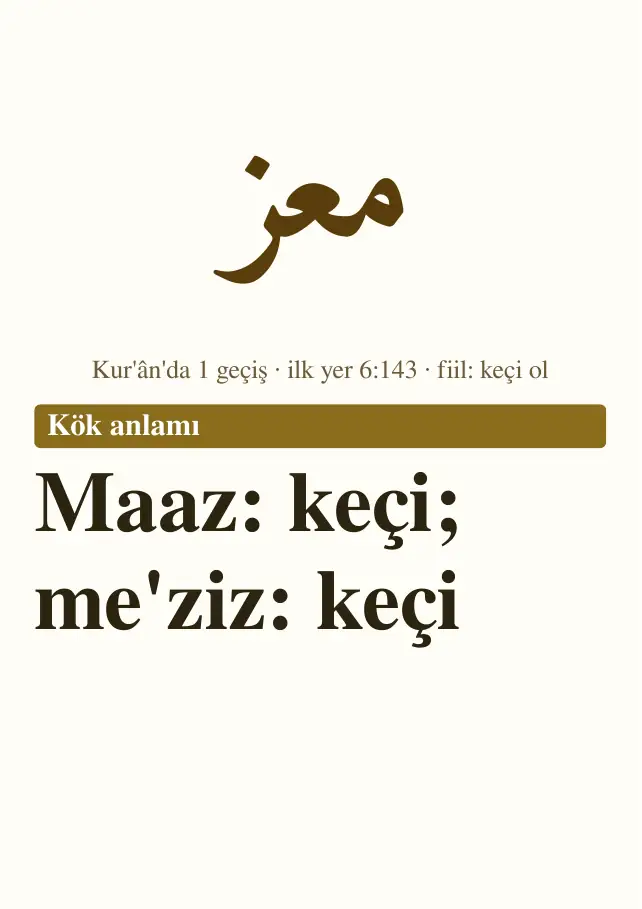 معز
Kur'ân'da 1 geçiş · ilk yer 6:143 · fiil: keçi ol
Kök anlamı
Maaz: keçi;
me'ziz: keçi